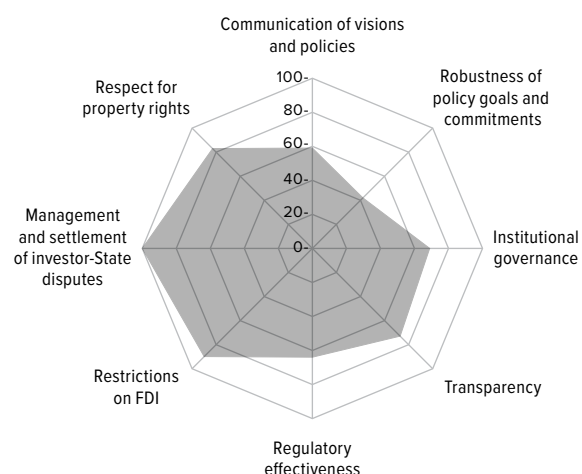 Communication of visions
and policies
Robustness of
policy goals and
commitments
Respect for
property rights
100-
80-
60-
40-
20-
0-
Management
and settlement
of investor-State
disputes
Institutional
governance
Restrictions
on FDI
Transparency
Regulatory
effectiveness